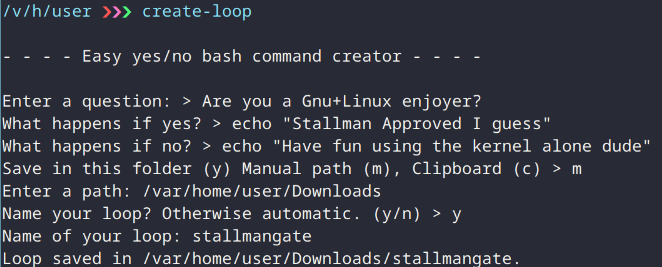 /v/h/user ❯❯❯ create-loop
- - - - Easy yes/no bash command creator - - - -
Enter a question: > Are you a Gnu+Linux enjoyer?
What happens if yes? > echo "Stallman Approved I guess"
What happens if no? > echo "Have fun using the kernel alone dude"
Save in this folder (y) Manual path (m), Clipboard (c) > m
Enter a path: /var/home/user/Downloads
Name your loop? Otherwise automatic. (y/n) > y
Name of your loop: stallmangate
Loop saved in /var/home/user/Downloads/stallmangate.